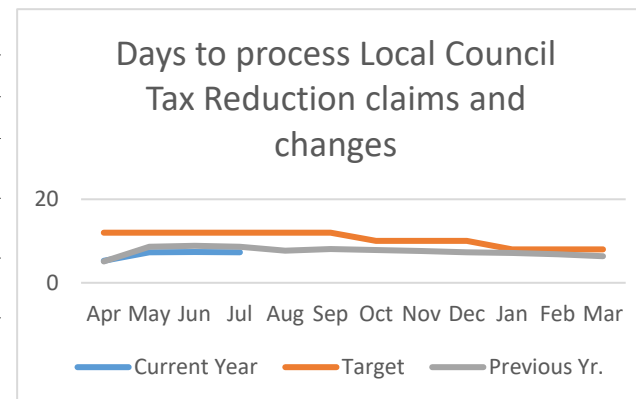 Days to process Local Council
Tax Reduction claims and
changes
20
0
Apr May Jun Jul Aug Sep Oct Nov Dec Jan Feb Mar
Current Year Target Previous Yr.